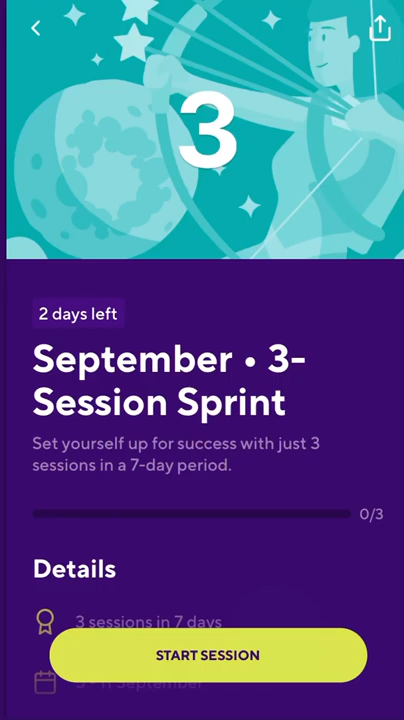 3
2 days left
September • 3-
Session Sprint
Set yourself up for success with just 3
sessions in a 7-day period.
0/3
Details
3 sessions in 7 days
START SESSION
September